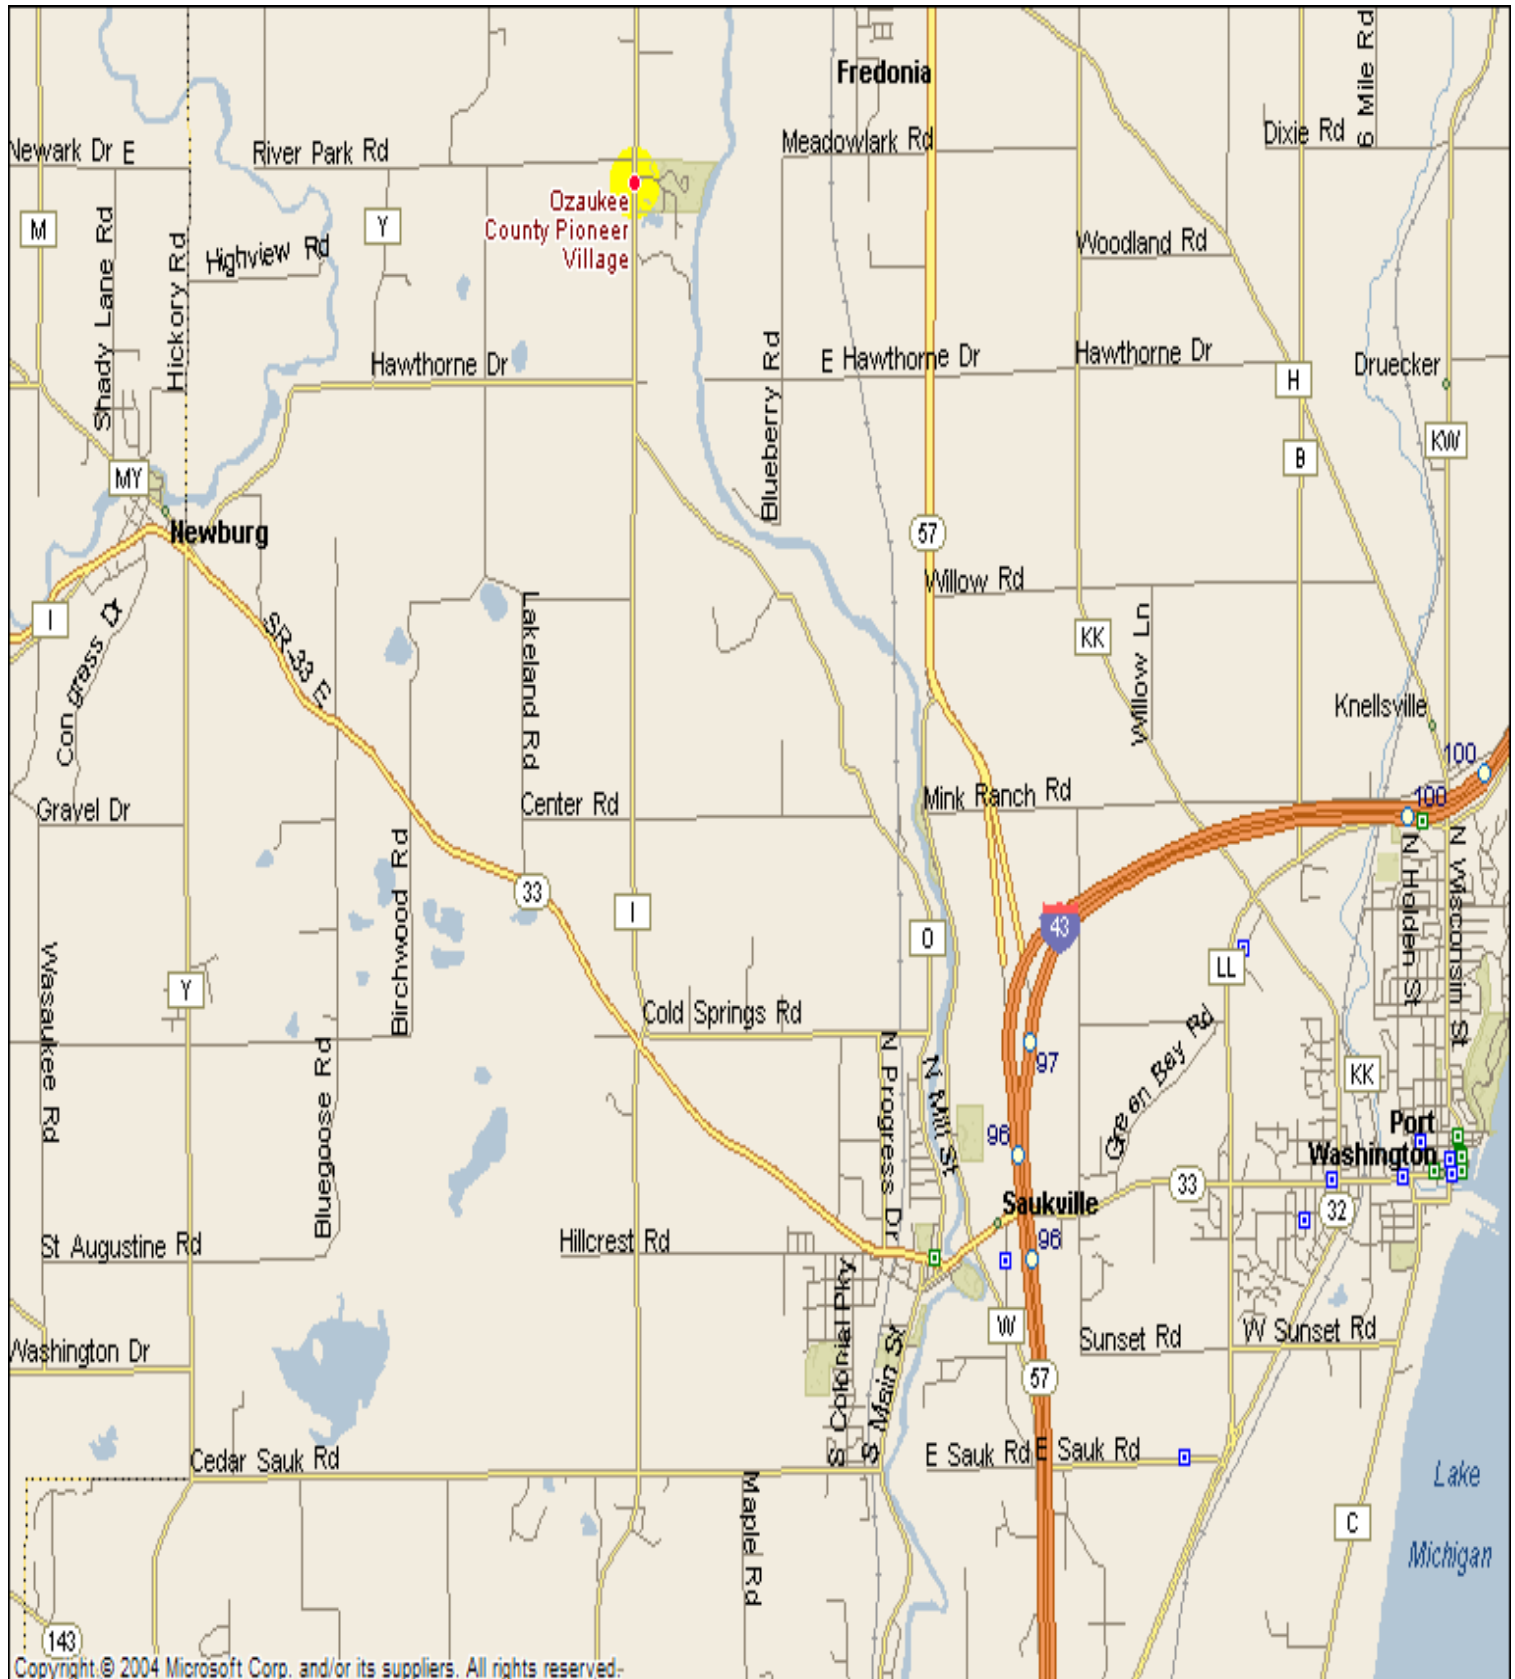 Fredonia
6 Mile Rd
Newark Dr E
River Park Rd
Meadowlark Rd
Dixie Rd
Ozaukee
County Pioneer
Village
M
Y
Shady Lane Rd
Hickory Rd
Highview Rd
Woodland Rd
Hawthorne Dr
Blueberry Rd
E Hawthorne Dr
Hawthorne Dr
Druecker
H
B
KW
MY
Newburg
57
Willow Rd
I
Congrass Dr
SR-33 E
Lakeland Rd
KK
Willow Ln
Knellsville
100
100
Gravel Dr
Center Rd
Mink Ranch Rd
Birchwood Rd
33
I
O
43
LL
N Holden St
N Wisconsin St
Wasaukee Rd
Y
Cold Springs Rd
N Progress Dr
N Mill St
97
Green Bay Rd
KK
Bluegoose Rd
96
Port
Washington
33
32
Saukville
St Augustine Rd
Hillcrest Rd
96
S Colonial Pky
S Main St
W
Sunset Rd
W Sunset Rd
Washington Dr
57
Cedar Sauk Rd
E Sauk Rd
E Sauk Rd
Maple Rd
Lake
Michigan
C
143
Copyright © 2004 Microsoft Corp. and/or its suppliers. All rights reserved.